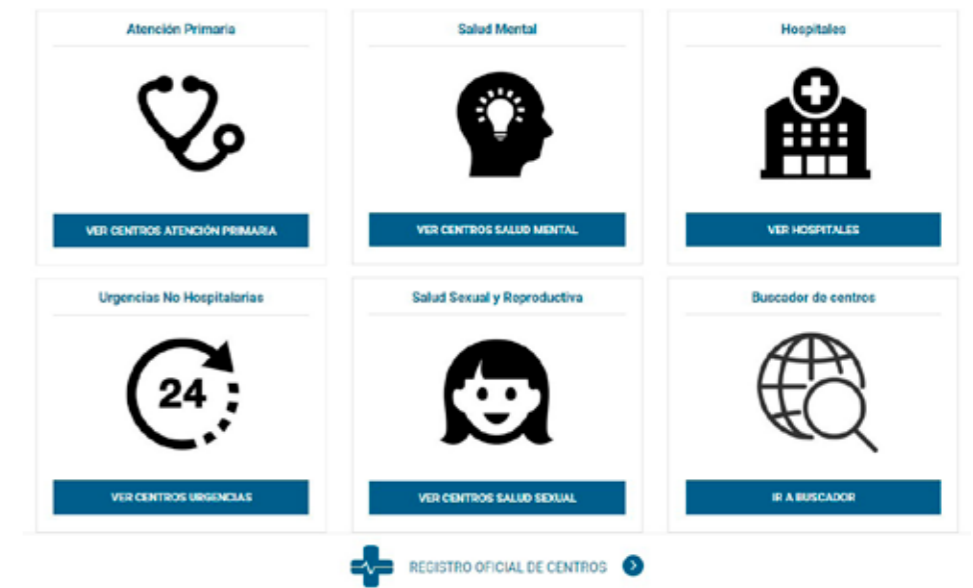 Atención Primaria
Salud Mental
Hospitales
VER CENTROS ATENCIÓN PRIMARIA
VER CENTROS SALUD MENTAL
VER HOSPITALES
Urgencias No Hospitalarias
Salud Sexual y Reproductiva
Buscador de centros
24
VER CENTROS URGENCIAS
VER CENTROS SALUD SEXUAL
IR A BUSCADOR
REGISTRO OFICIAL DE CENTROS